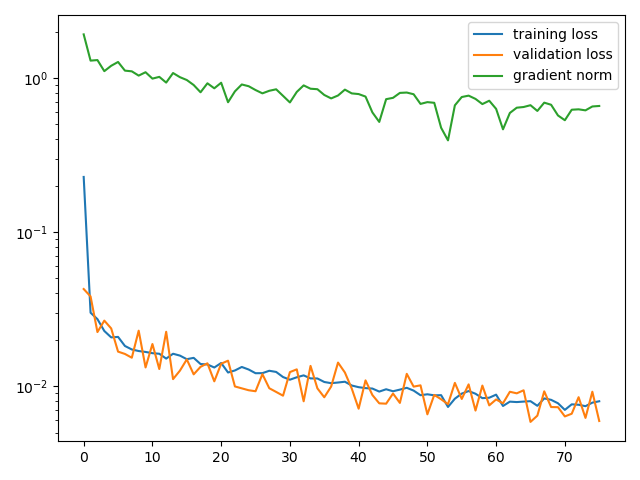 training loss
validation loss
gradient norm
10⁰
10⁻¹
10⁻²
0 10 20 30 40 50 60 70